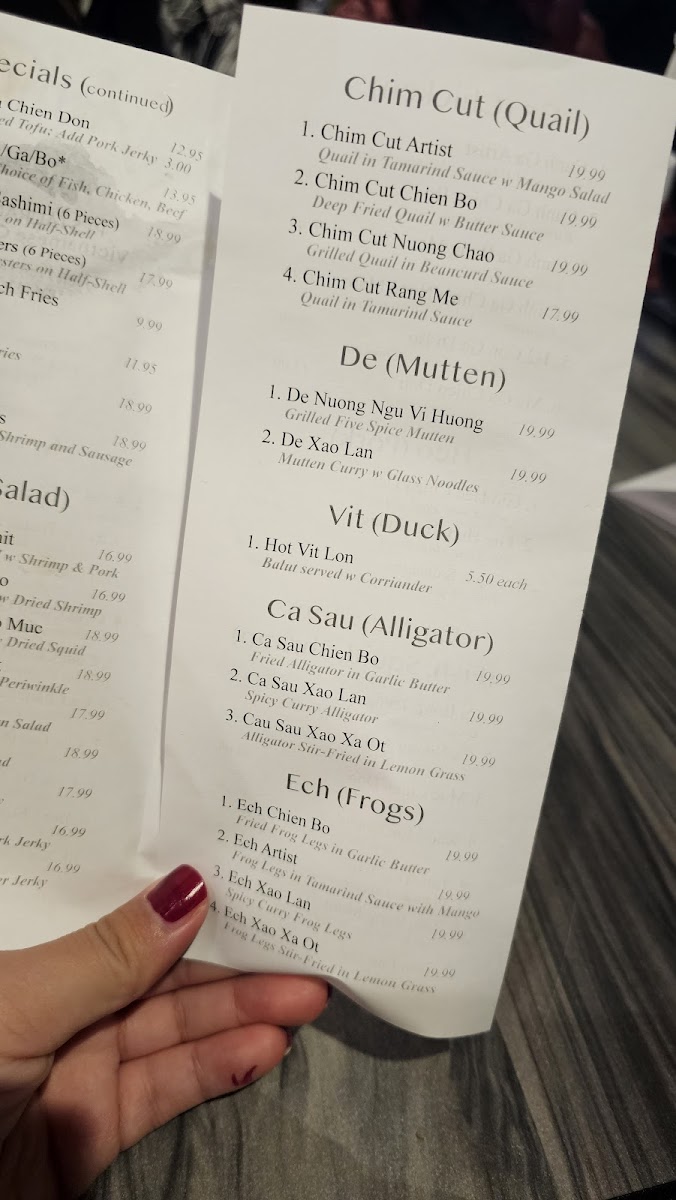 ecials (continued)
Chien Don
ed Tofu; Add Pork Jerky
12.95
3.00
/Ga/Bo*
hoice of Fish, Chicken, Beef
13.95
ashimi (6 Pieces)
on Half-Shell
18.99
ers (6 Pieces)
sters on Half-Shell
17.99
ch Fries
9.99
ries
11.95
18.99
s
Shrimp and Sausage
18.99
Salad)
it
w Shrimp & Pork
16.99
o
w Dried Shrimp
16.99
Muc
Dried Squid
18.99
Periwinkle
18.99
n Salad
17.99
d
18.99
17.99
rk Jerky
16.99
er Jerky
16.99
Chim Cut (Quail)
1. Chim Cut Artist 19.99
Quail in Tamarind Sauce w Mango Salad
2. Chim Cut Chien Bo 19.99
Deep Fried Quail w Butter Sauce
3. Chim Cut Nuong Chao 19.99
Grilled Quail in Beancurd Sauce
4. Chim Cut Rang Me 17.99
Quail in Tamarind Sauce
De (Mutten)
1. De Nuong Ngu Vi Huong 19.99
Grilled Five Spice Mutten
2. De Xao Lan 19.99
Mutten Curry w Glass Noodles
Vit (Duck)
1. Hot Vit Lon 5.50 each
Balut served w Corriander
Ca Sau (Alligator)
1. Ca Sau Chien Bo 19.99
Fried Alligator in Garlic Butter
2. Ca Sau Xao Lan 19.99
Spicy Curry Alligator
3. Cau Sau Xao Xa Ot 19.99
Alligator Stir-Fried in Lemon Grass
Ech (Frogs)
1. Ech Chien Bo 19.99
Fried Frog Legs in Garlic Butter
2. Ech Artist 19.99
Frog Legs in Tamarind Sauce with Mango
3. Ech Xao Lan 19.99
Spicy Curry Frog Legs
4. Ech Xao Xa Ot 19.99
Frog Legs Stir-Fried in Lemon Grass